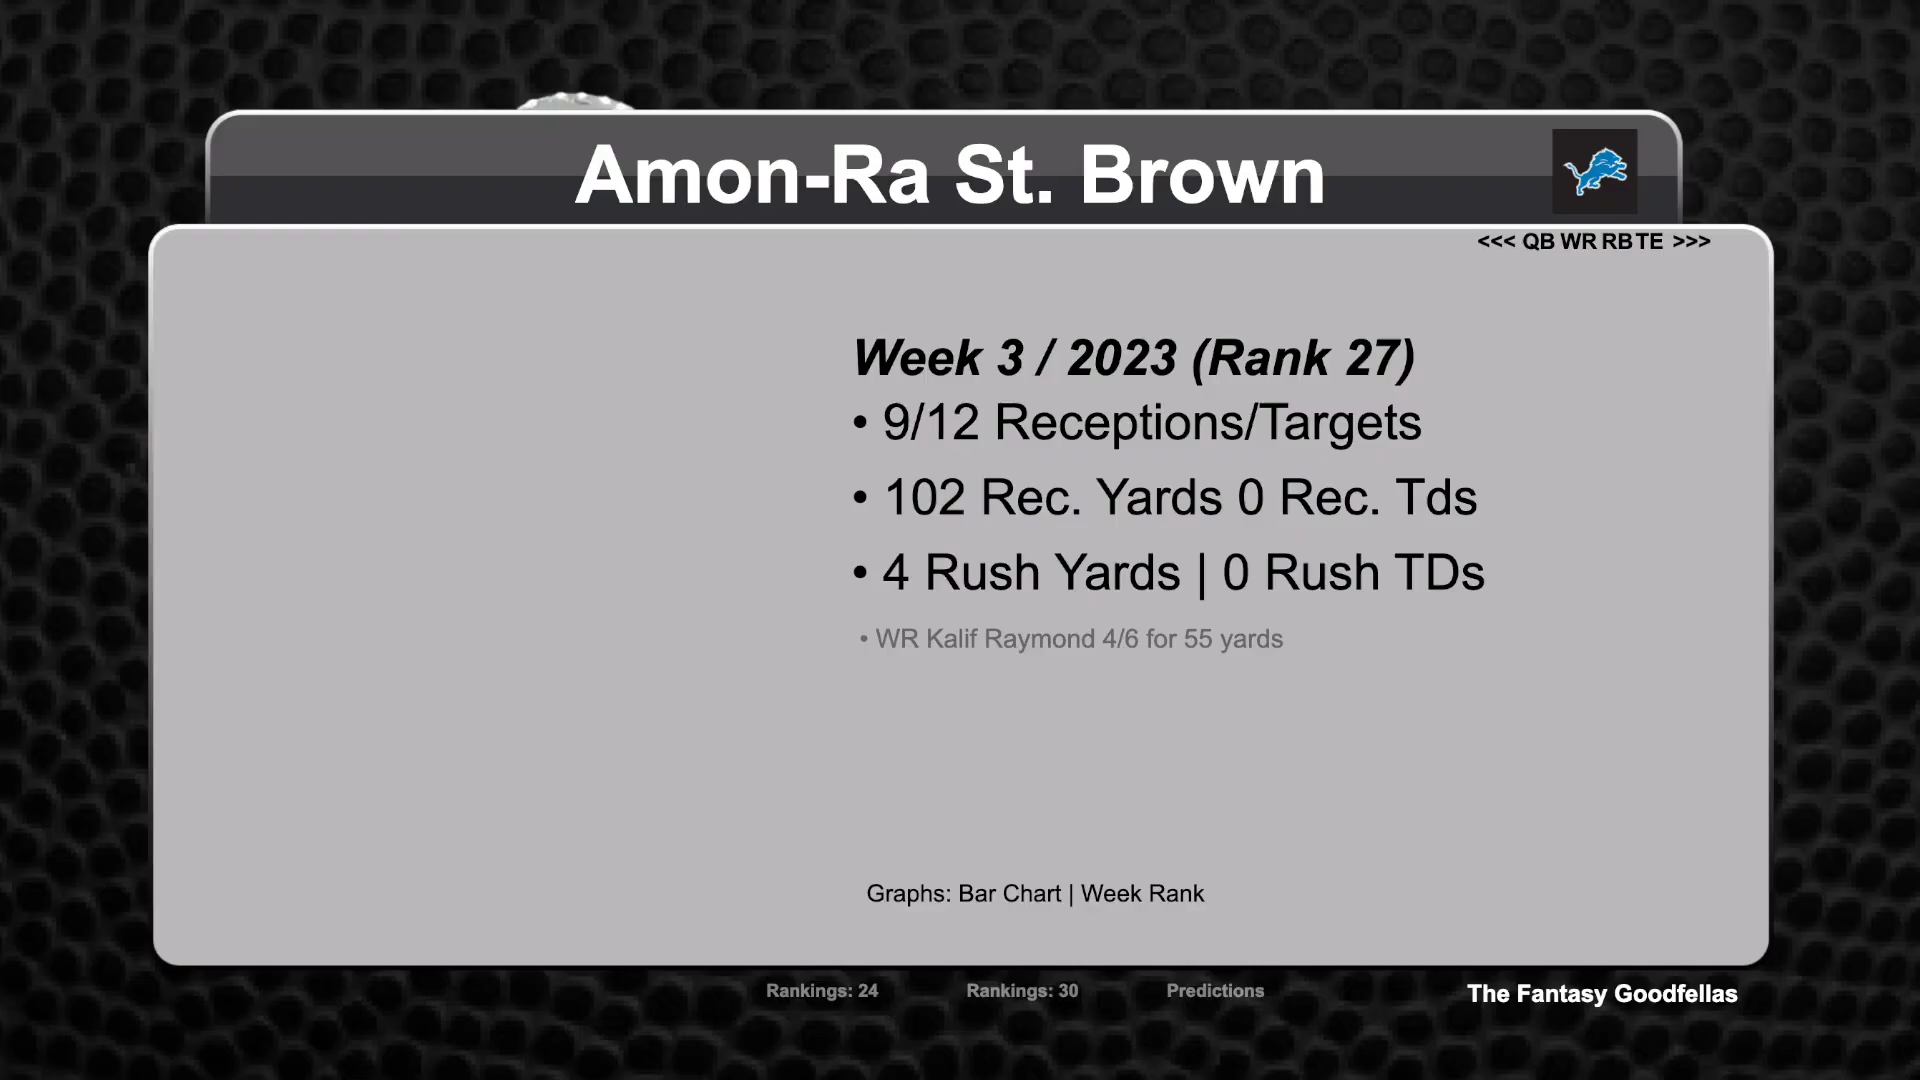 Amon-Ra St. Brown
<<< QB WR RB TE >>>
Week 3 / 2023 (Rank 27)
• 9/12 Receptions/Targets
• 102 Rec. Yards 0 Rec. Tds
• 4 Rush Yards | 0 Rush TDs
• WR Kalif Raymond 4/6 for 55 yards
Graphs: Bar Chart | Week Rank
Rankings: 24 Rankings: 30 Predictions The Fantasy Goodfellas